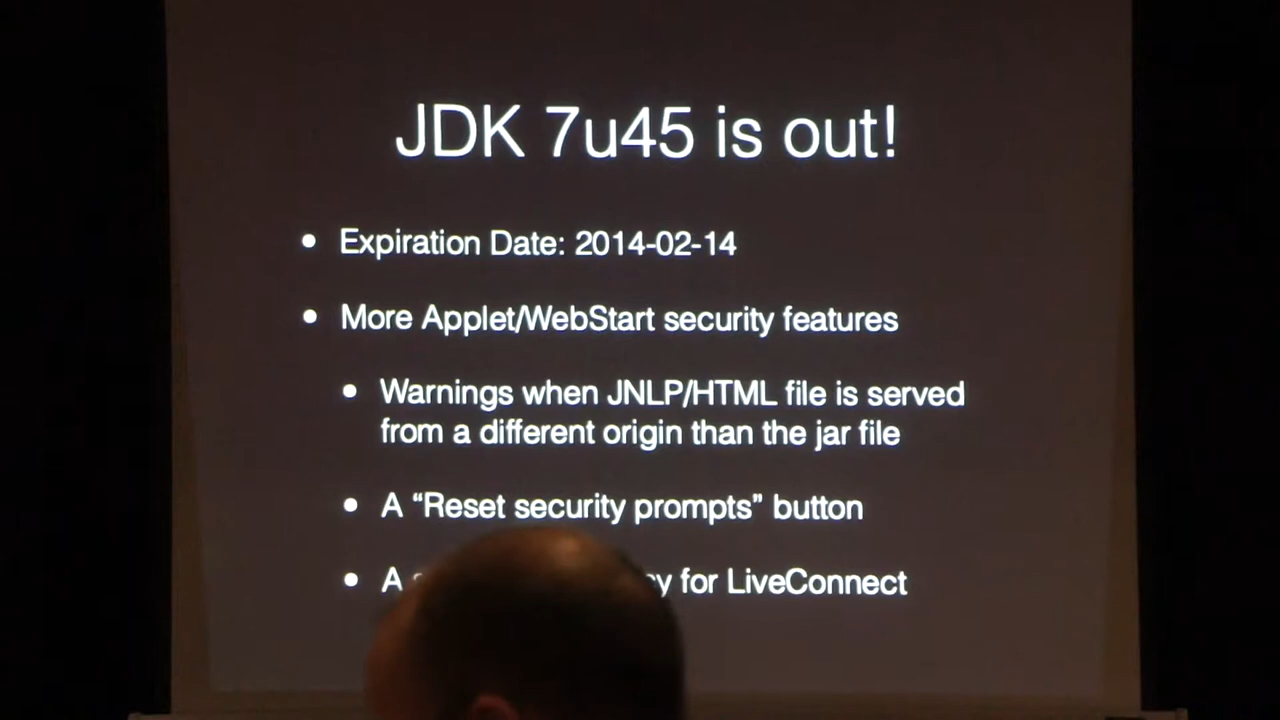 JDK 7u45 is out!
• Expiration Date: 2014-02-14
• More Applet/WebStart security features
• Warnings when JNLP/HTML file is served
from a different origin than the jar file
• A “Reset security prompts” button
• A for LiveConnect